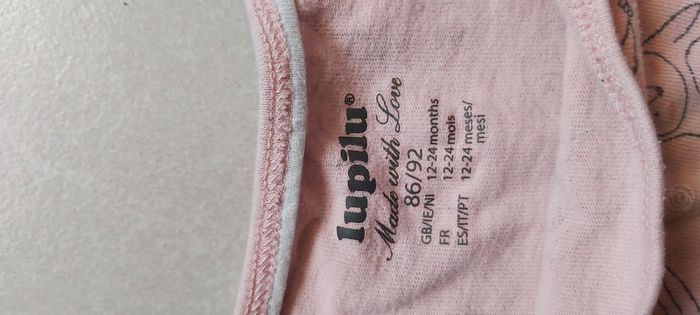 lupilu®
Made with Love
86/92
GB/IE/NI 12-24 months
FR 12-24 mois
ES/IT/PT 12-24 meses/
mesi